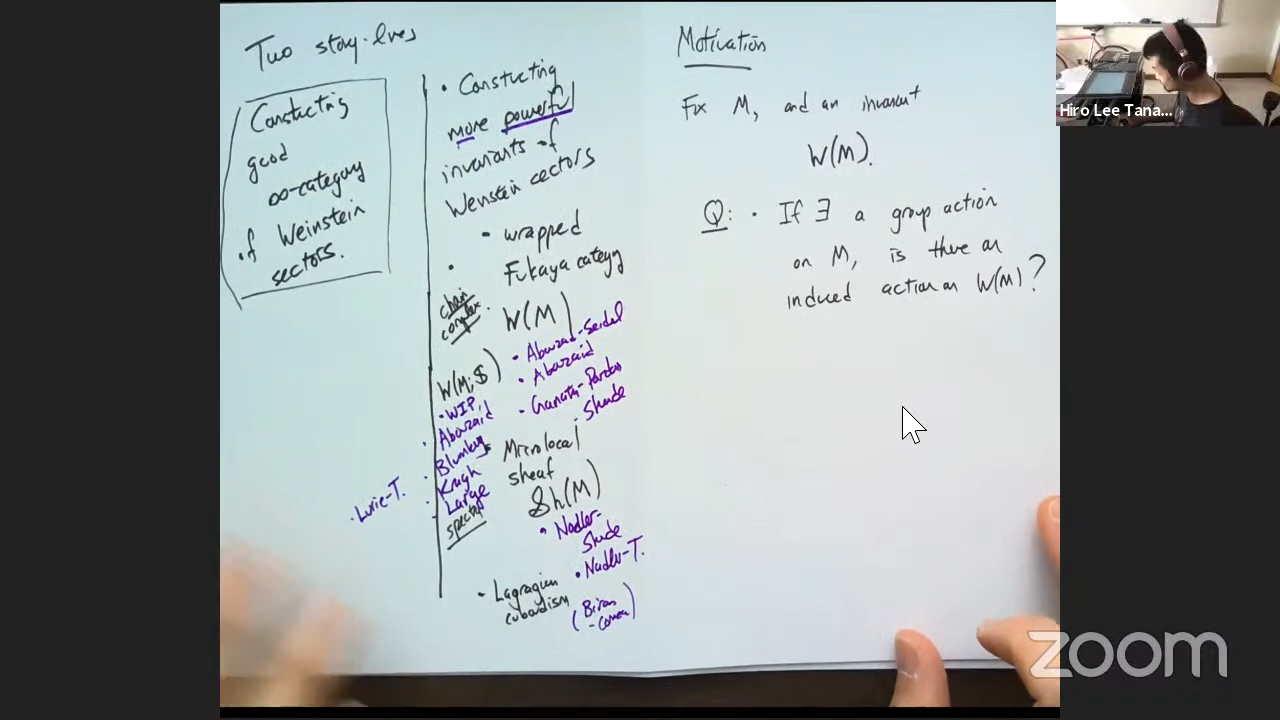 Two story-lines
Constructing
good
∞-category
of Weinstein
sectors.
• Constructing
more powerful
invariants of
Weinstein sectors
• wrapped
Fukaya category
W(M)
• Abouzaid-Seidel
• Abouzaid
• Ganatra-Pardon
-Shende
chain
complex
W(M; $)
• WIP,
Abouzaid
Blumberg
Kragh
Large
spectra
• Lurie-T.
Microlocal
sheaf
Sh(M)
• Nadler-
Shende
• Nadler-T.
• Lagrangian
cobordism
(Biran
-Cornea)
Motivation
Fix M, and an invariant
W(M).
Q: • If ∃ a group action
on M, is there an
induced action on W(M)?
Hiro Lee Tana...
zoom